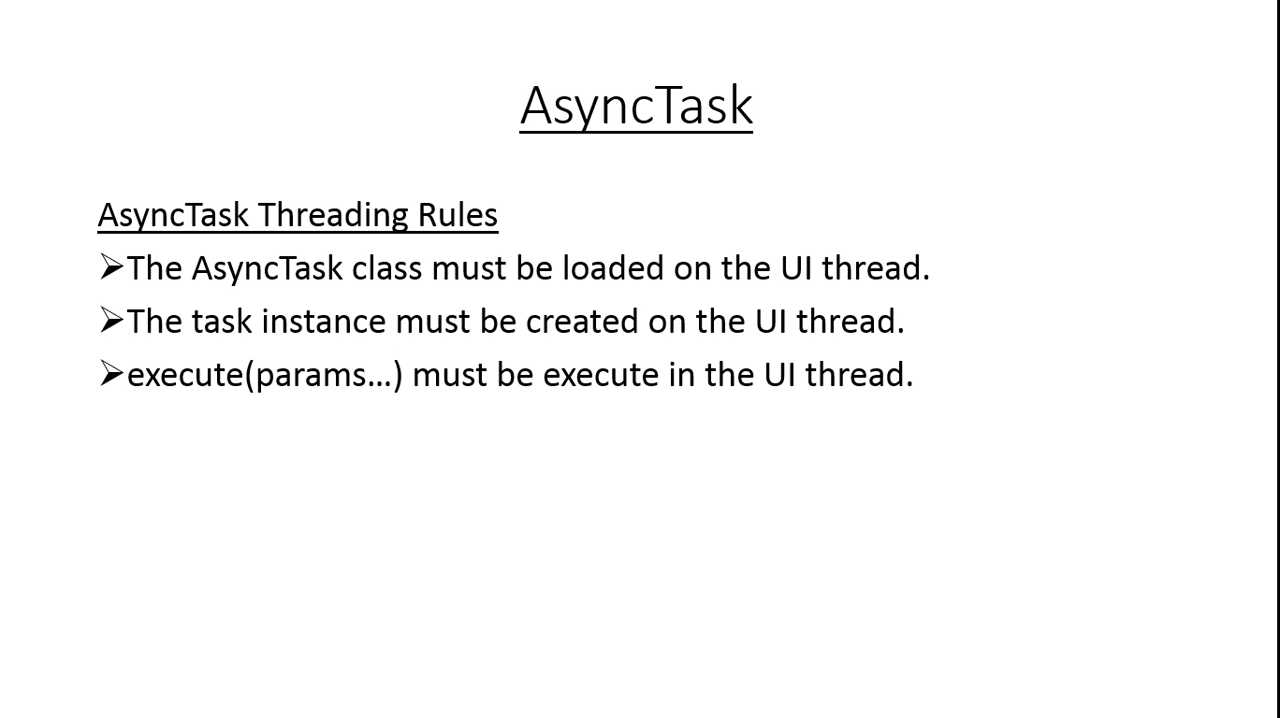 AsyncTask
AsyncTask Threading Rules
➢The AsyncTask class must be loaded on the UI thread.
➢The task instance must be created on the UI thread.
➢execute(params…) must be execute in the UI thread.